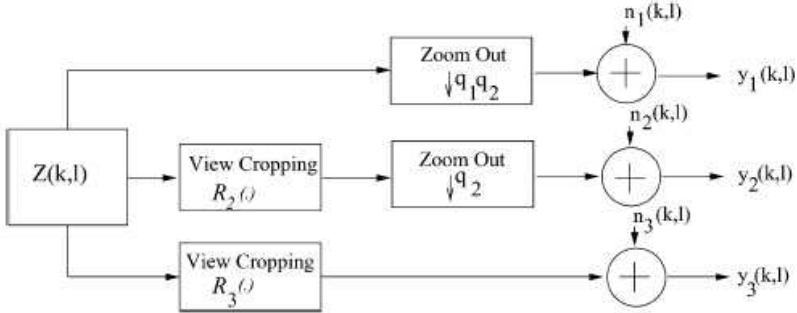 n₁(k,l)
Zoom Out
↓q₁q₂
+
y₁(k,l)
n₂(k,l)
Z(k,l)
View Cropping
R₂(.)
Zoom Out
↓q₂
+
y₂(k,l)
n₃(k,l)
View Cropping
R₃(.)
+
y₃(k,l)